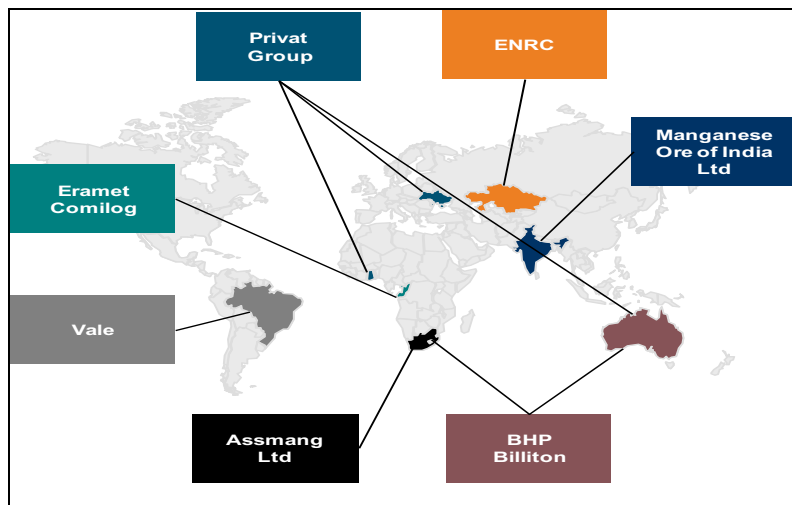 Privat
Group
ENRC
Manganese
Ore of India
Ltd
Eramet
Comilog
Vale
Assmang
Ltd
BHP
Billiton